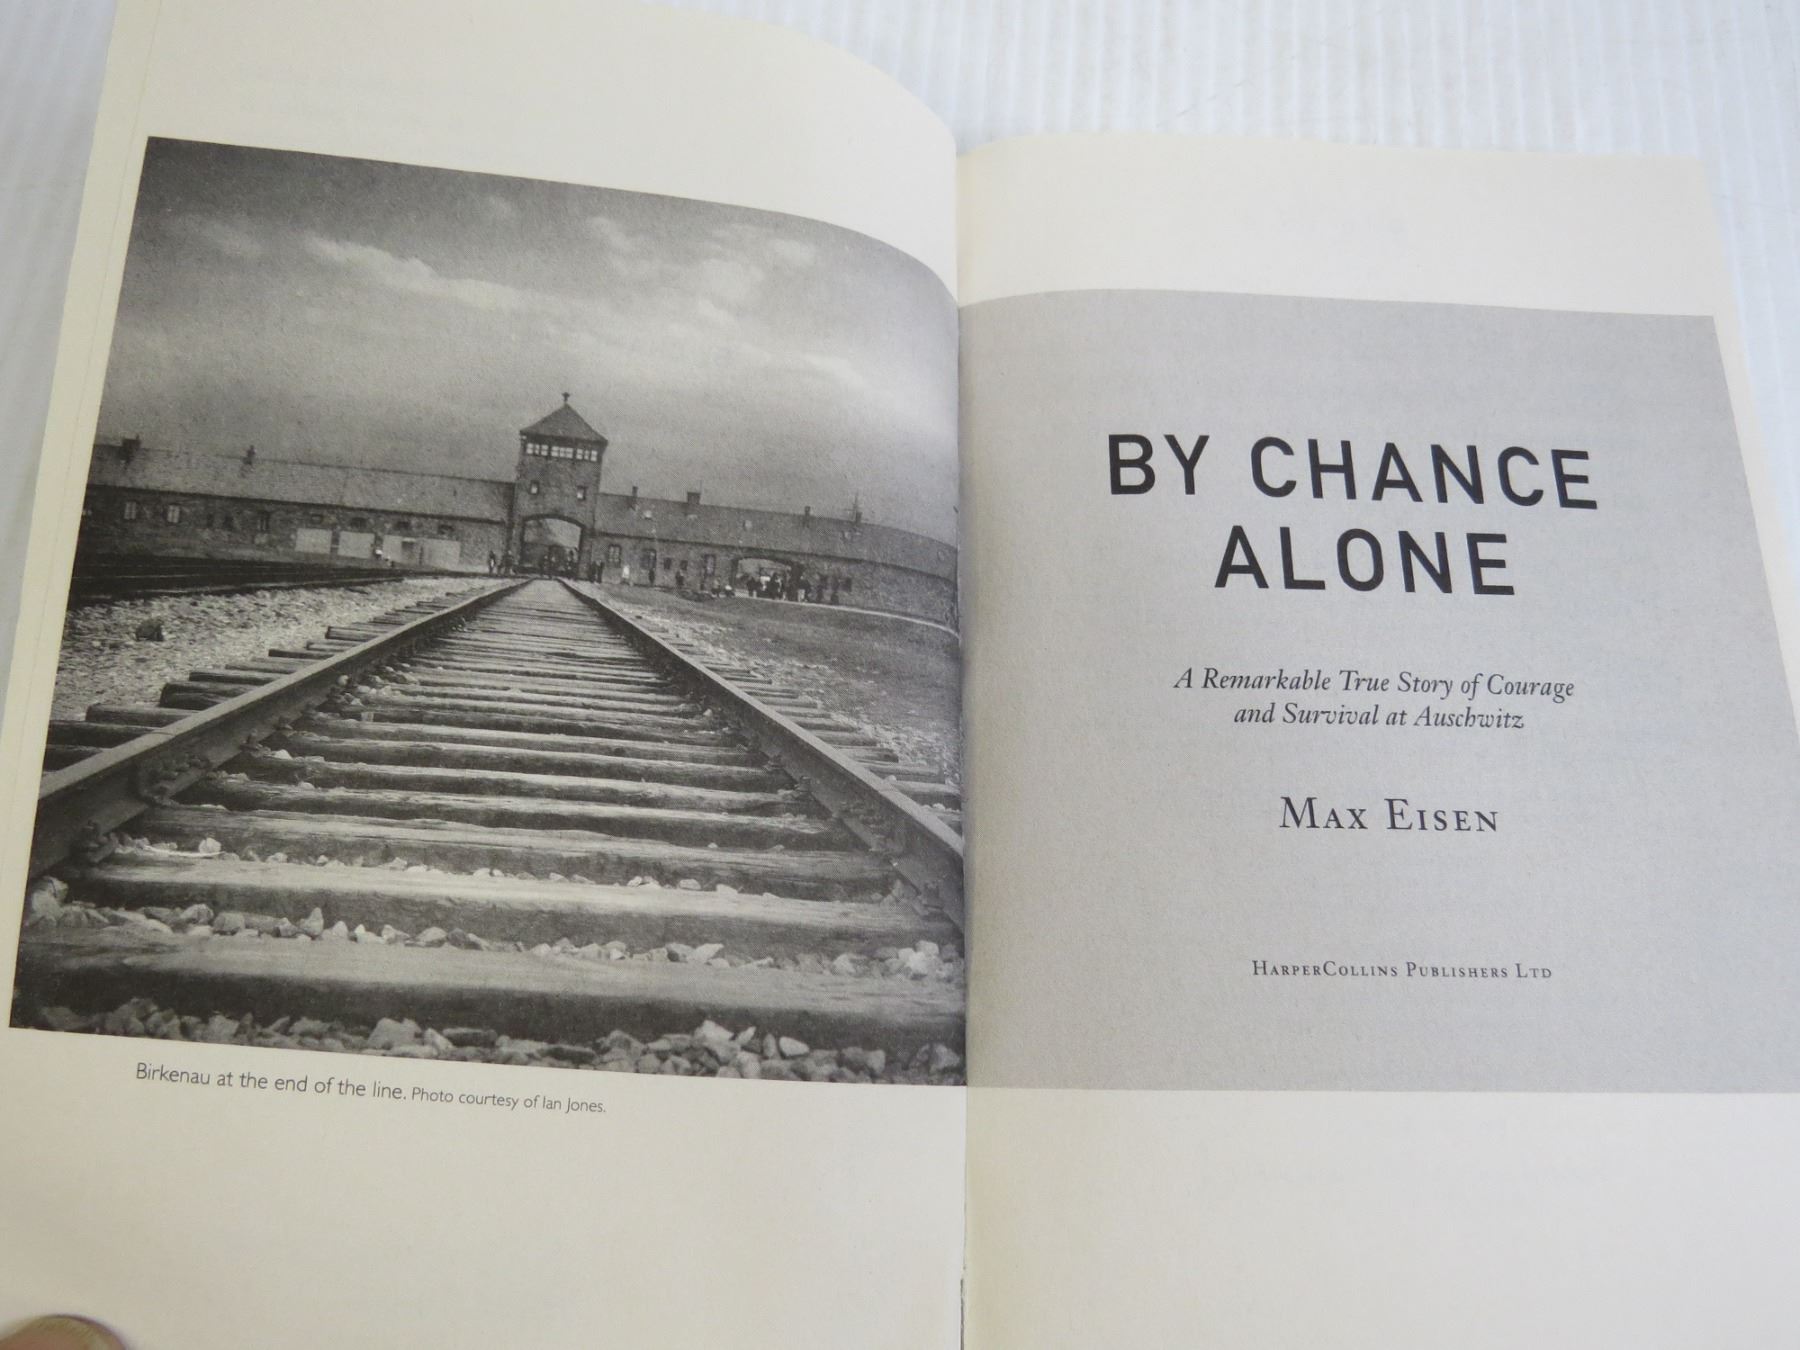 Birkenau at the end of the line. Photo courtesy of Ian Jones.
BY CHANCE
ALONE
A Remarkable True Story of Courage
and Survival at Auschwitz
Max Eisen
HarperCollins Publishers Ltd